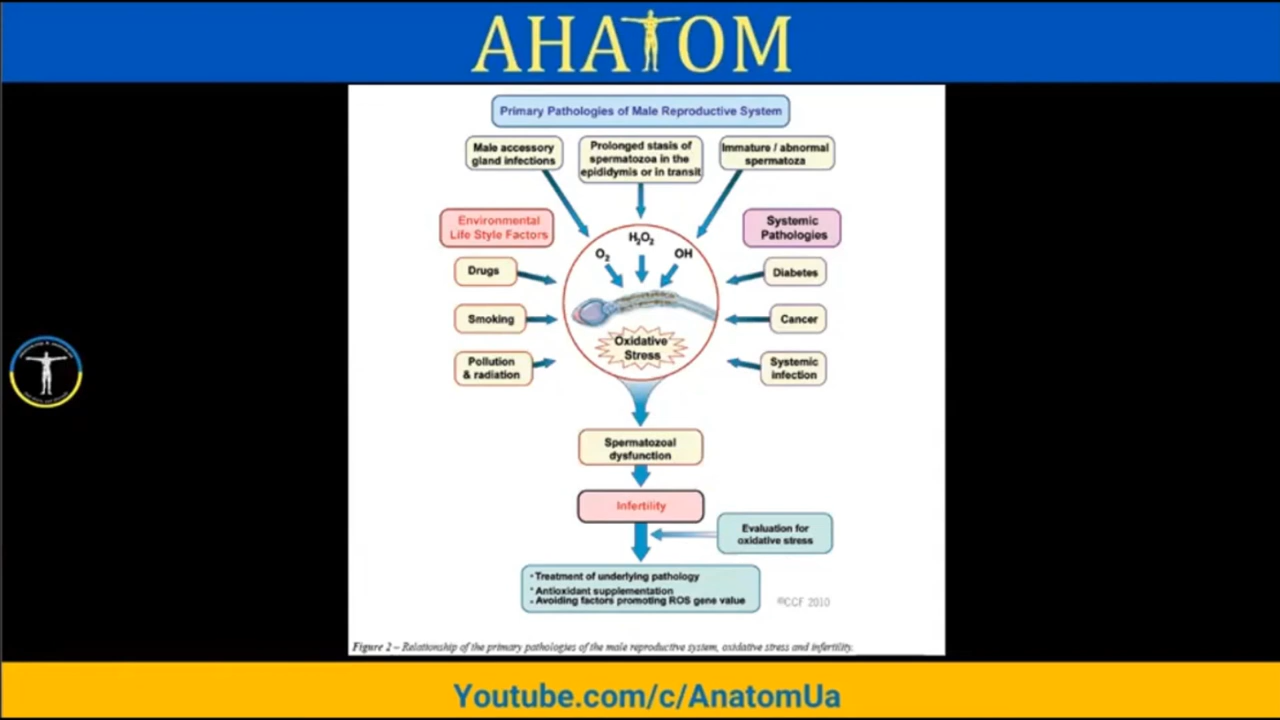 AHATOM
Primary Pathologies of Male Reproductive System
Male accessory
gland infections
Prolonged stasis of
spermatozoa in the
epididymis or in transit
Immature / abnormal
spermatoza
Environmental
Life Style Factors
Systemic
Pathologies
H₂O₂
O₂
OH
Drugs
Diabetes
Smoking
Cancer
Oxidative
Stress
Pollution
& radiation
Systemic
infection
Spermatozoal
dysfunction
Infertility
Evaluation for
oxidative stress
• Treatment of underlying pathology
• Antioxidant supplementation
• Avoiding factors promoting ROS gene value
©CCF 2010
Figure 2 – Relationship of the primary pathologies of the male reproductive system, oxidative stress and infertility.
Youtube.com/c/AnatomUa